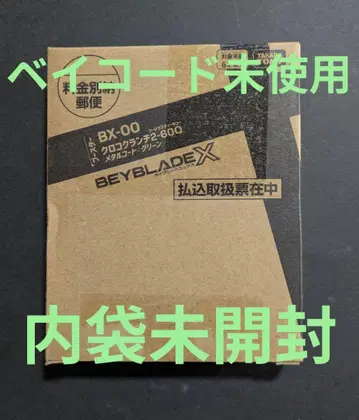 ベイコード未使用
料金別納
郵便
TAKARA
ブースター
BX-00
クロコクランチ2-60Q
メタルコート:グリーン
BEYBLADE X
払込取扱票在中
内袋未開封